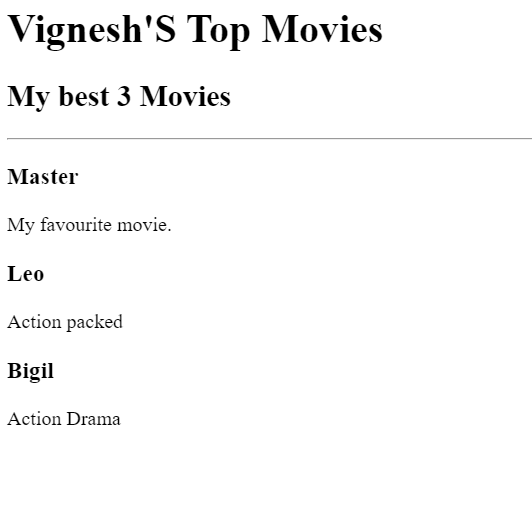 Vignesh'S Top Movies
My best 3 Movies
Master
My favourite movie.
Leo
Action packed
Bigil
Action Drama